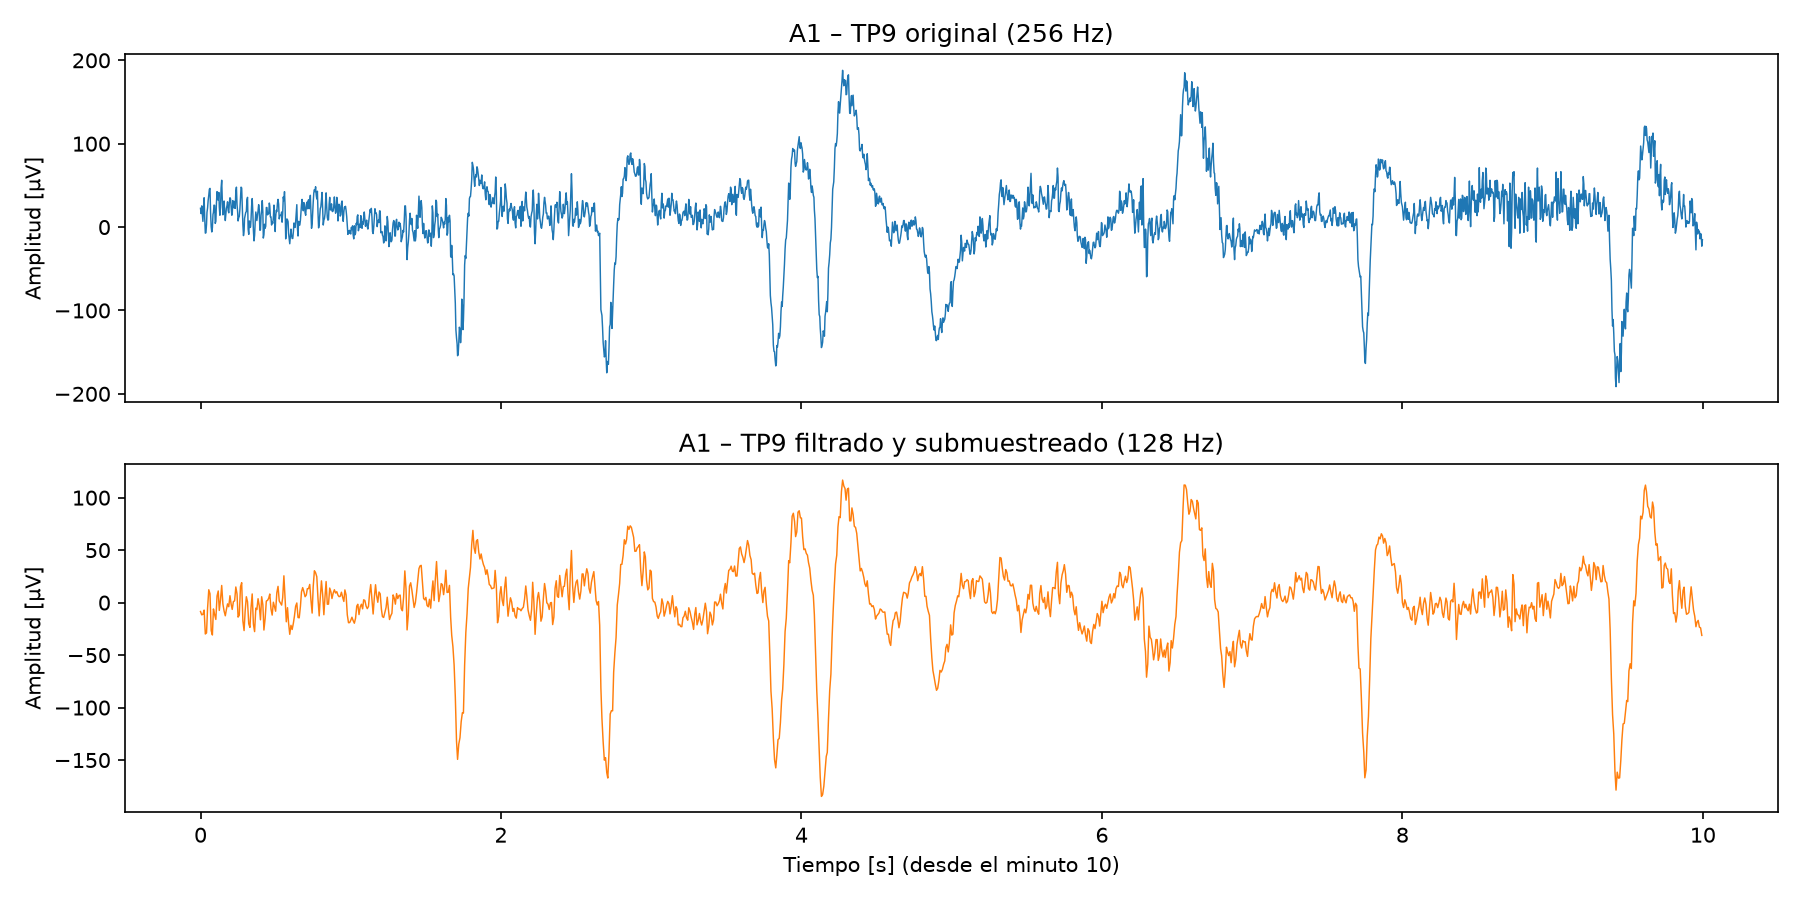 A1 – TP9 original (256 Hz)
Amplitud [µV]
200
100
0
−100
−200
A1 – TP9 filtrado y submuestreado (128 Hz)
Amplitud [µV]
100
50
0
−50
−100
−150
0 2 4 6 8 10
Tiempo [s] (desde el minuto 10)